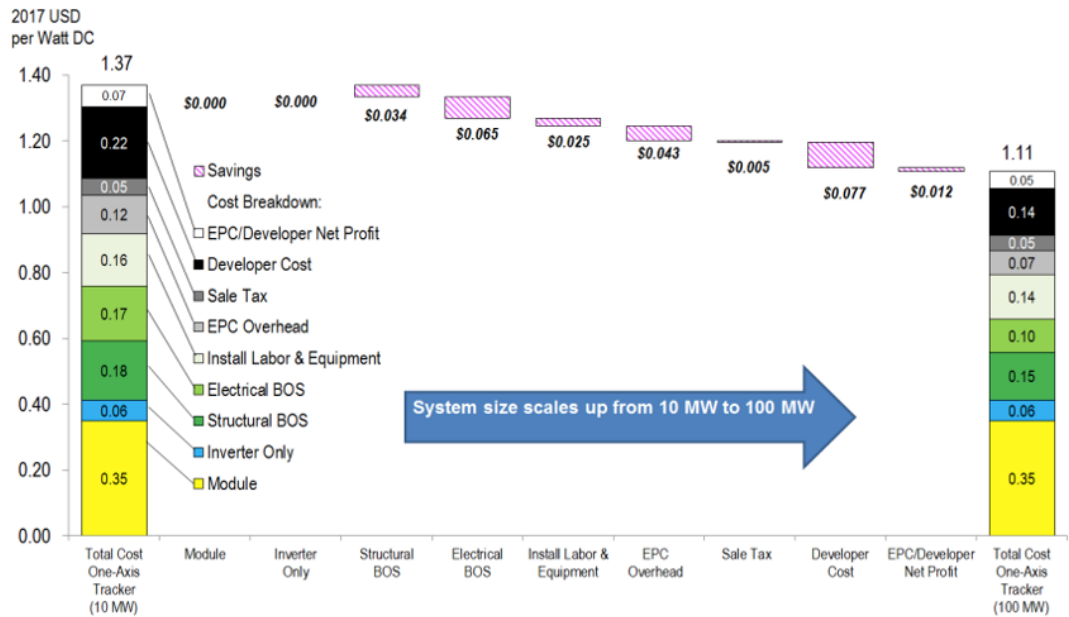 2017 USD
per Watt DC
1.37
1.40
1.20
1.00
0.80
0.60
0.40
0.20
0.00
0.07
0.22
0.05
0.12
0.16
0.17
0.18
0.06
0.35
$0.000
$0.000
$0.034
$0.065
$0.025
$0.043
$0.005
$0.077
$0.012
Savings
Cost Breakdown:
EPC/Developer Net Profit
Developer Cost
Sale Tax
EPC Overhead
Install Labor & Equipment
Electrical BOS
Structural BOS
Inverter Only
Module
System size scales up from 10 MW to 100 MW
1.11
0.05
0.14
0.05
0.07
0.14
0.10
0.15
0.06
0.35
Total Cost
One-Axis
Tracker
(10 MW)
Module
Inverter
Only
Structural
BOS
Electrical
BOS
Install Labor &
Equipment
EPC
Overhead
Sale Tax
Developer
Cost
EPC/Developer
Net Profit
Total Cost
One-Axis
Tracker
(100 MW)